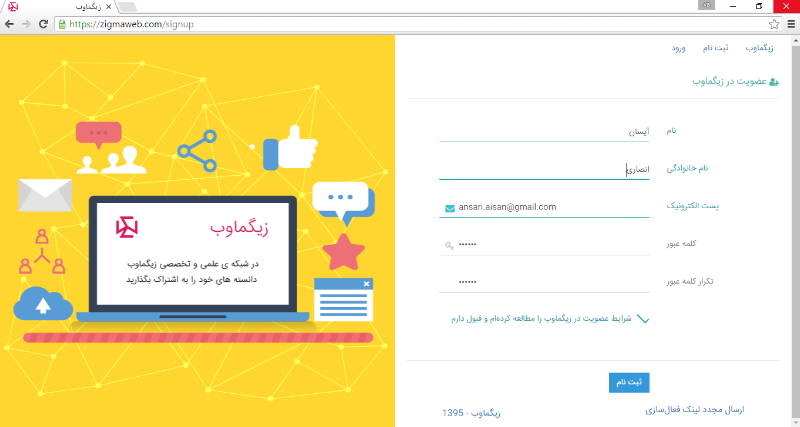 زیگماوب
https://zigmaweb.com/signup
زیگماوب ثبت نام ورود
عضویت در زیگماوب
نام آیسان
نام خانوادگی انصاری
پست الکترونیک ansari.aisan@gmail.com
کلمه عبور ••••••
تکرار کلمه عبور ••••••
شرایط عضویت در زیگماوب را مطالعه کرده‌ام و قبول دارم
ثبت نام
ارسال مجدد لینک فعال‌سازی
زیگماوب - 1395
زیگماوب
در شبکه ی علمی و تخصصی زیگماوب
دانسته های خود را به اشتراک بگذارید